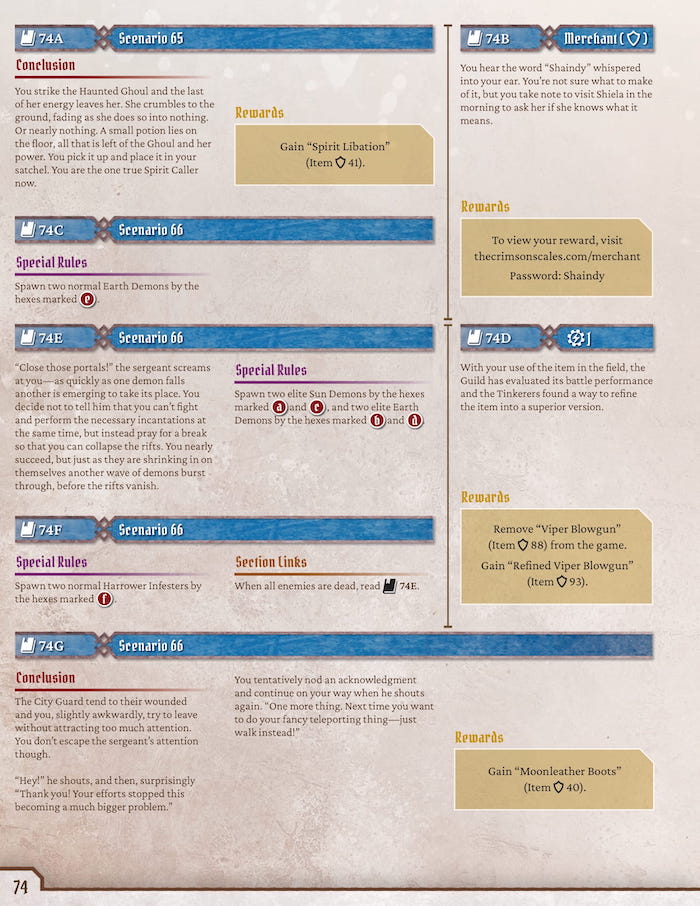 74A Scenario 65
Conclusion
You strike the Haunted Ghoul and the last
of her energy leaves her. She crumbles to the
ground, fading as she does so into nothing.
Or nearly nothing. A small potion lies on
the floor, all that is left of the Ghoul and her
power. You pick it up and place it in your
satchel. You are the one true Spirit Caller
now.
Rewards
Gain “Spirit Libation”
(Item 41).
74B Merchant ( )
You hear the word “Shaindy” whispered
into your ear. You’re not sure what to make
of it, but you take note to visit Shiela in the
morning to ask her if she knows what it
means.
Rewards
To view your reward, visit
thecrimsonscales.com/merchant
Password: Shaindy
74C Scenario 66
Special Rules
Spawn two normal Earth Demons by the
hexes marked e.
74E Scenario 66
“Close those portals!” the sergeant screams
at you—as quickly as one demon falls
another is emerging to take its place. You
decide not to tell him that you can’t fight
and perform the necessary incantations at
the same time, but instead pray for a break
so that you can collapse the rifts. You nearly
succeed, but just as they are shrinking in on
themselves another wave of demons burst
through, before the rifts vanish.
Special Rules
Spawn two elite Sun Demons by the hexes
marked a and c, and two elite Earth
Demons by the hexes marked b and d
74D 1
With your use of the item in the field, the
Guild has evaluated its battle performance
and the Tinkerers found a way to refine
the item into a superior version.
Rewards
Remove “Viper Blowgun”
(Item 88) from the game.
Gain “Refined Viper Blowgun”
(Item 93).
74F Scenario 66
Special Rules
Spawn two normal Harrower Infesters by
the hexes marked f.
Section Links
When all enemies are dead, read 74E.
74G Scenario 66
Conclusion
The City Guard tend to their wounded
and you, slightly awkwardly, try to leave
without attracting too much attention.
You don’t escape the sergeant’s attention
though.
“Hey!” he shouts, and then, surprisingly
“Thank you! Your efforts stopped this
becoming a much bigger problem.”
You tentatively nod an acknowledgment
and continue on your way when he shouts
again. “One more thing. Next time you want
to do your fancy teleporting thing—just
walk instead!”
Rewards
Gain “Moonleather Boots”
(Item 40).
74